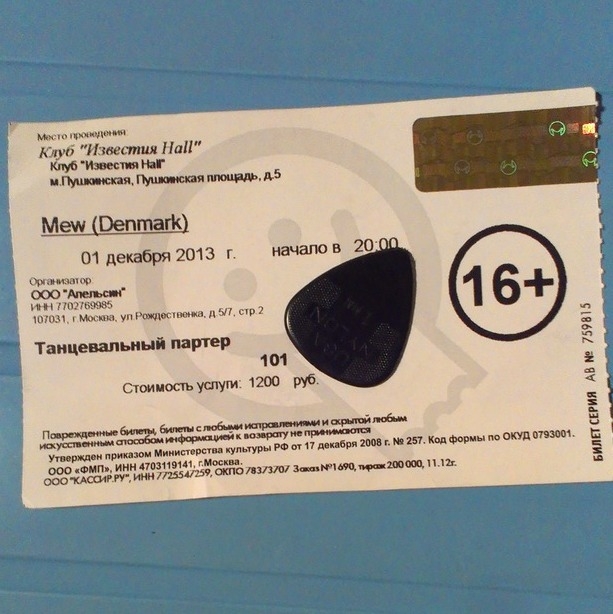 Место проведения:
Клуб "Известия Hall"
Клуб "Известия Hall"
м.Пушкинская, Пушкинская площадь, д.5
Mew (Denmark)
01 декабря 2013 г. начало в 20:00
16+
Организатор
ООО "Апельсин"
ИНН 7702769985
107031, г.Москва, ул.Рождественка, д.5/7, стр.2
Танцевальный партер
101
Стоимость услуги: 1200 руб.
Поврежденные билеты, билеты с любыми исправлениями и скрытой любым
искусственным способом информацией к возврату не принимаются
Утвержден приказом Министерства культуры РФ от 17 декабря 2008 г. № 257. Код формы по ОКУД 0793001.
ООО «ФМП», ИНН 4703119141, г.Москва.
ООО "КАССИР.РУ", ИНН 7725547259, ОКПО 78373707 Заказ №1690, тираж 200 000, 11.12г.
БИЛЕТ СЕРИЯ АВ № 759815
NYLON